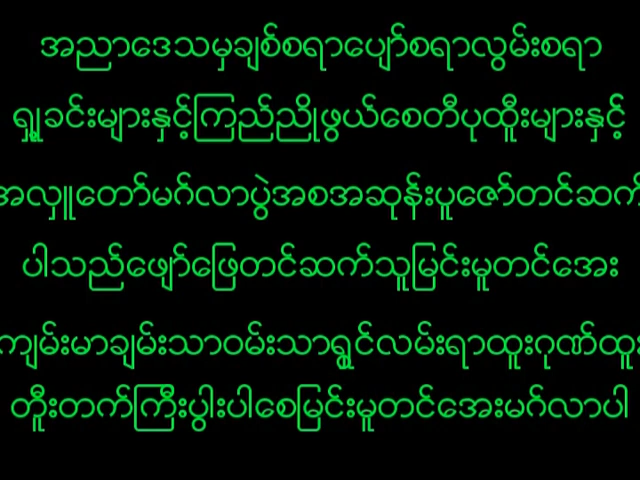 အညာဒေသမှချစ်စရာပျော်စရာလွမ်းစရာ
ရှုခင်းများနှင့်ကြည်ညိုဖွယ်စေတီပုထိူးများနှင့်
အလှူတော်မဂ်လာပွဲအစအဆုန်းပူဇော်တင်ဆက်
ပါသည်ဖျော်ဖြေတင်ဆက်သူမြင်းမူတင်အေး
ကျမ်းမာချမ်းသာဝမ်းသာရွှင်လမ်းရာထူးဂုဏ်ထူး
တိူးတက်ကြီးပွါးပါစေမြင်းမူတင်အေးမဂ်လာပါ